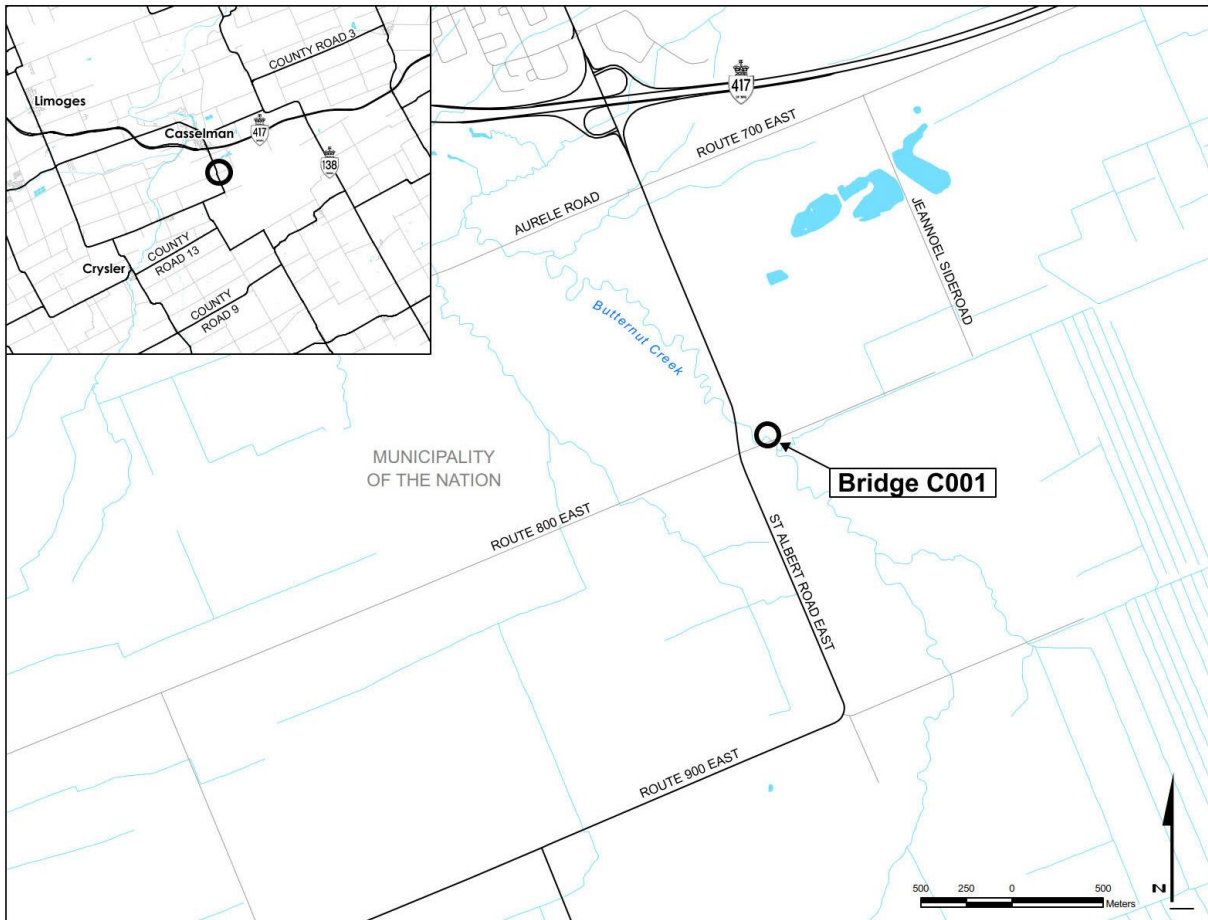 COUNTY ROAD 3
Limoges
Casselman
417
138
COUNTY
ROAD 13
Crysler
COUNTY
ROAD 9
417
ROUTE 700 EAST
AURELE ROAD
JEANNOEL SIDEROAD
Butternut Creek
MUNICIPALITY
OF THE NATION
Bridge C001
ROUTE 800 EAST
ST ALBERT ROAD EAST
ROUTE 900 EAST
500 250 0 500
Meters
N